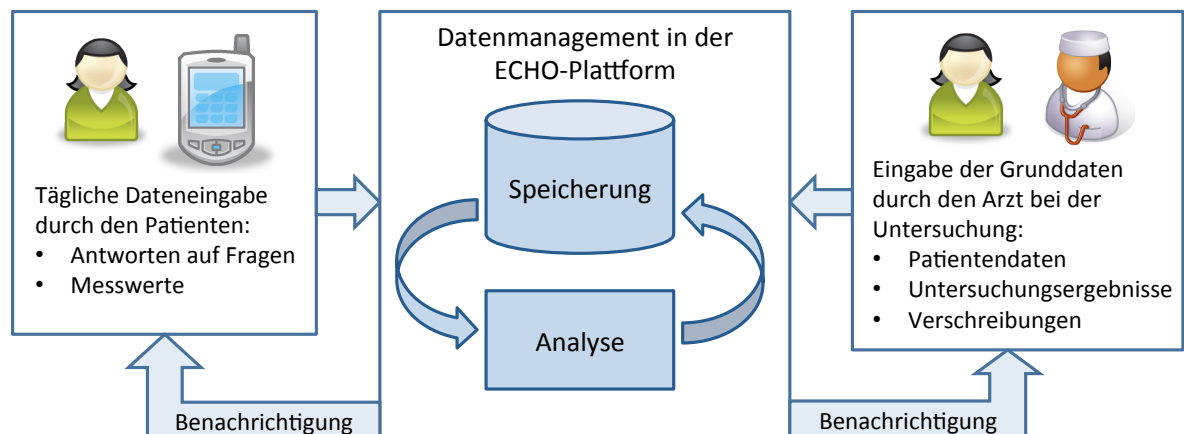 Tägliche Dateneingabe
durch den Patienten:
• Antworten auf Fragen
• Messwerte
Benachrichtigung
Datenmanagement in der
ECHO-Plattform
Speicherung
Analyse
Eingabe der Grunddaten
durch den Arzt bei der
Untersuchung:
• Patientendaten
• Untersuchungsergebnisse
• Verschreibungen
Benachrichtigung